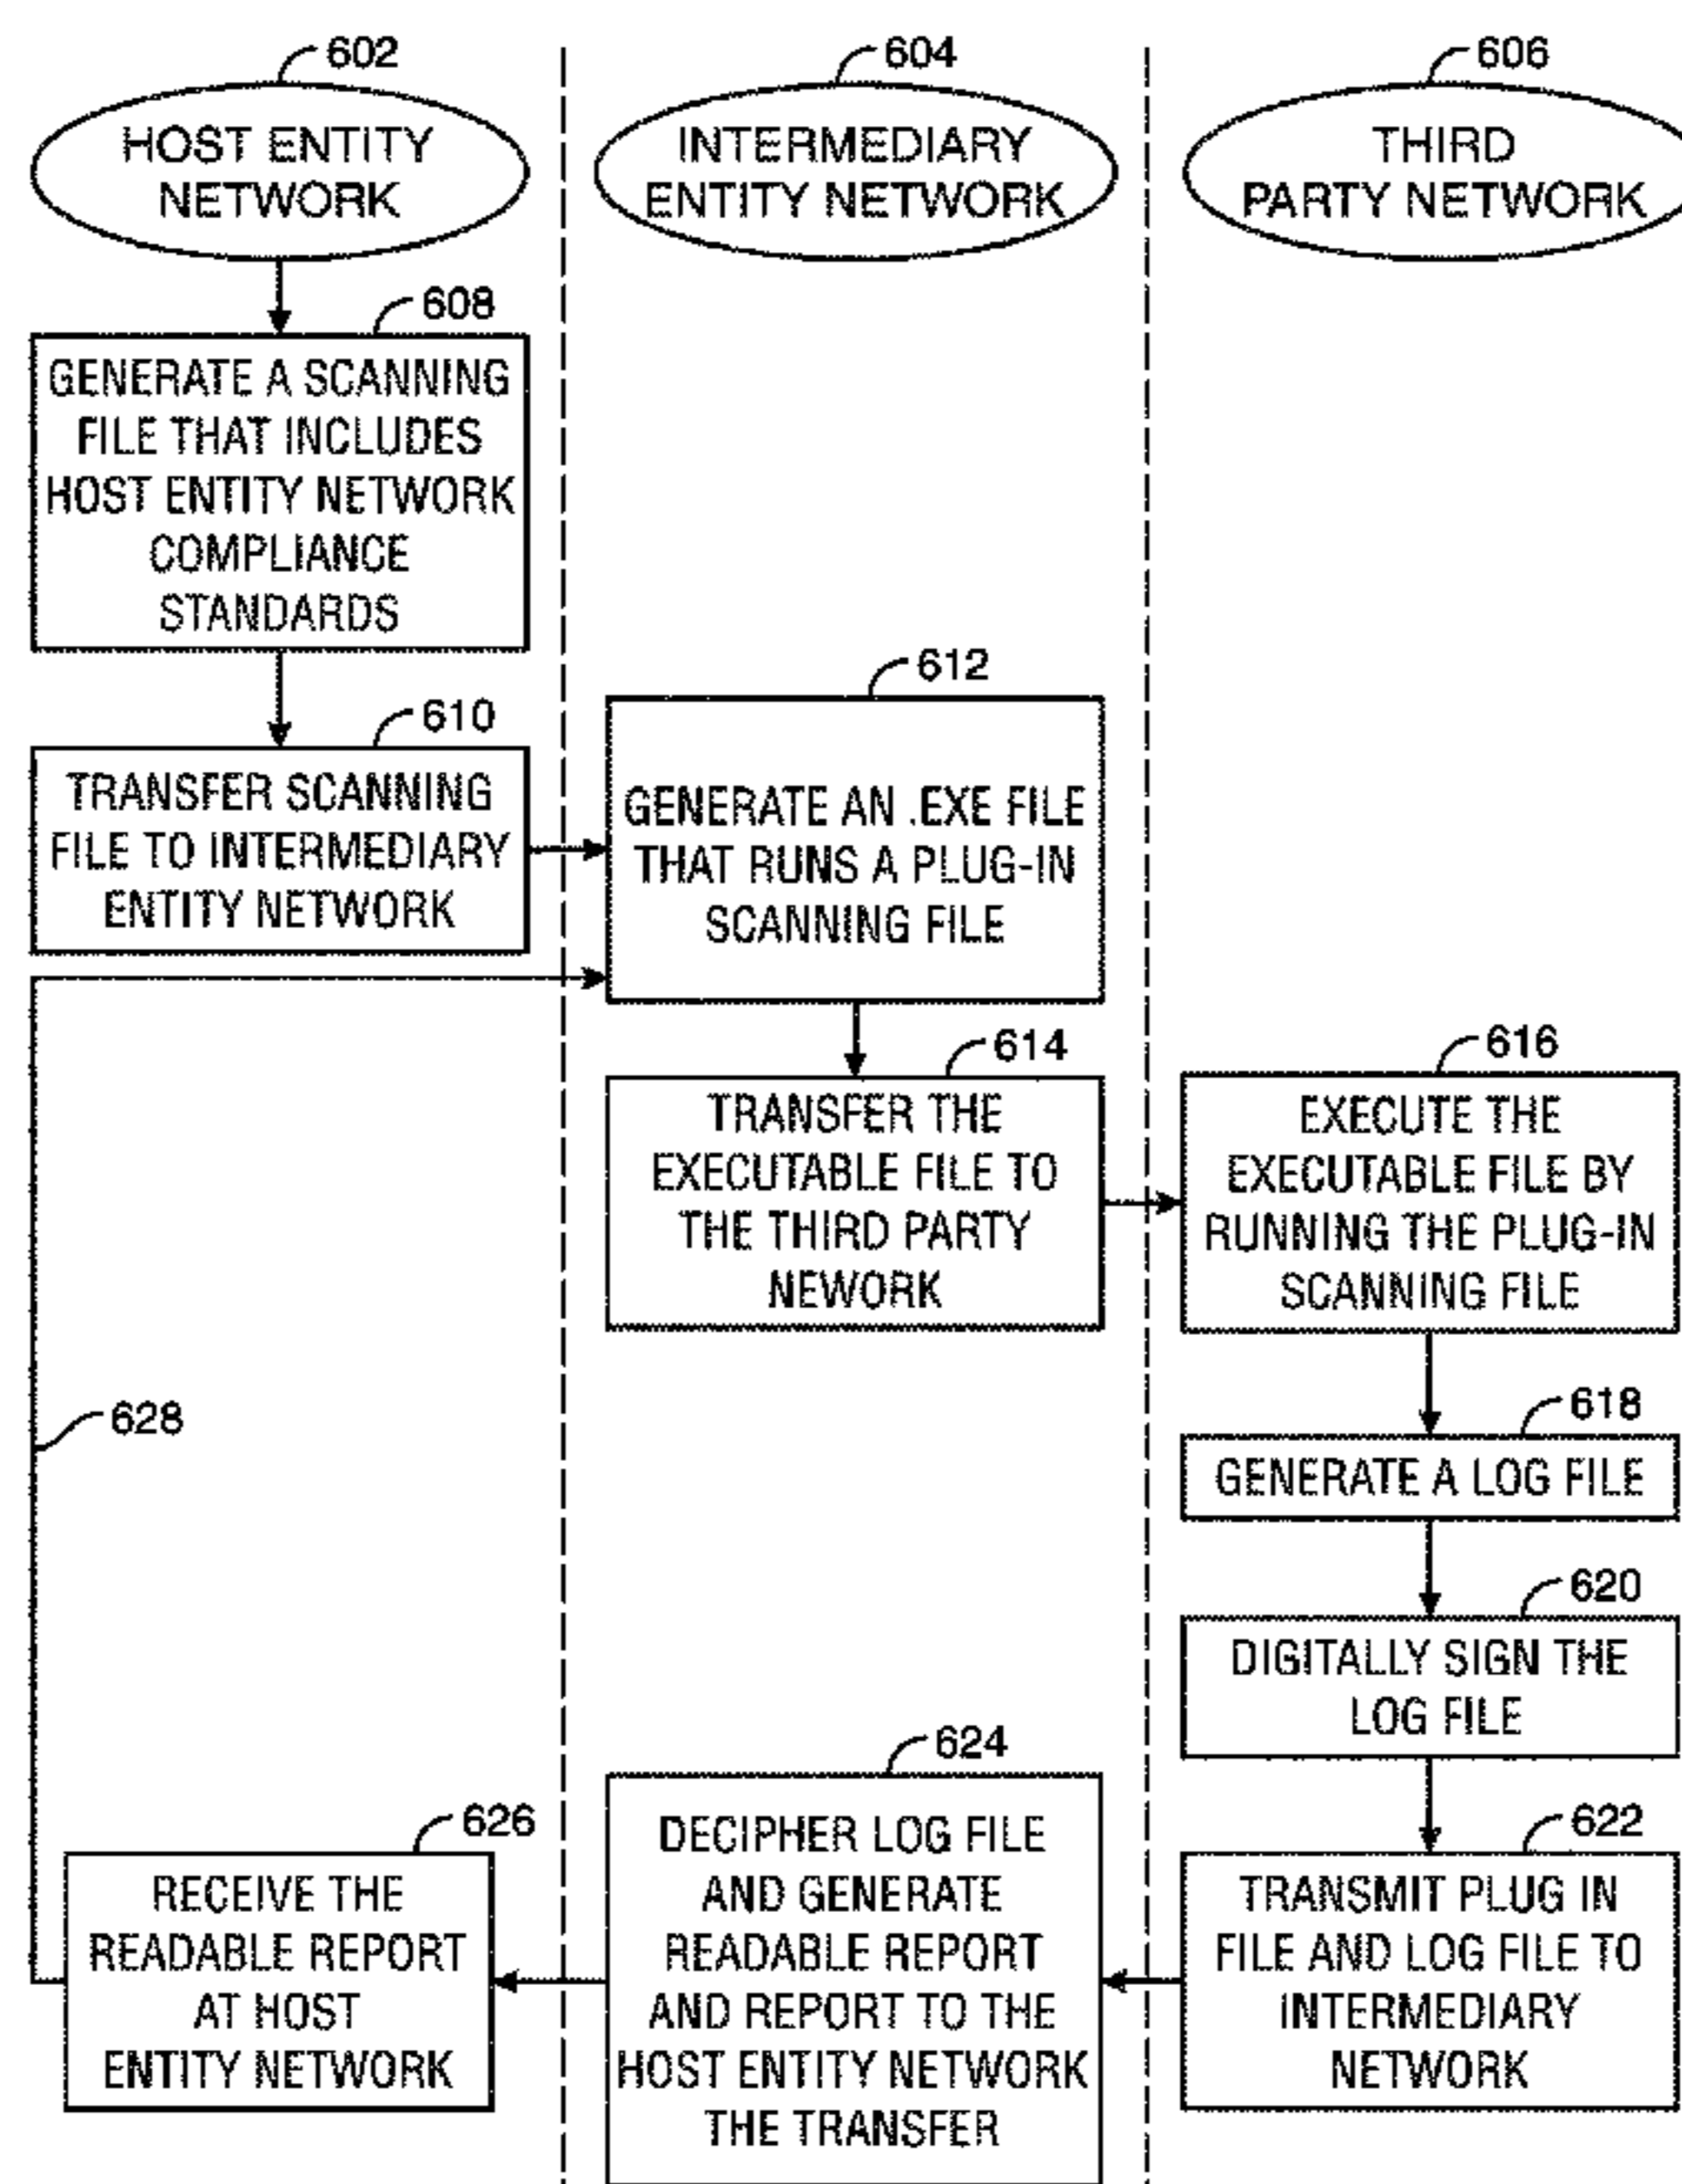 602
HOST ENTITY
NETWORK
604
INTERMEDIARY
ENTITY NETWORK
606
THIRD
PARTY NETWORK
608
GENERATE A SCANNING
FILE THAT INCLUDES
HOST ENTITY NETWORK
COMPLIANCE
STANDARDS
610
TRANSFER SCANNING
FILE TO INTERMEDIARY
ENTITY NETWORK
612
GENERATE AN .EXE FILE
THAT RUNS A PLUG-IN
SCANNING FILE
614
TRANSFER THE
EXECUTABLE FILE TO
THE THIRD PARTY
NEWORK
616
EXECUTE THE
EXECUTABLE FILE BY
RUNNING THE PLUG-IN
SCANNING FILE
618
GENERATE A LOG FILE
620
DIGITALLY SIGN THE
LOG FILE
622
TRANSMIT PLUG IN
FILE AND LOG FILE TO
INTERMEDIARY
NETWORK
624
DECIPHER LOG FILE
AND GENERATE
READABLE REPORT
AND REPORT TO THE
HOST ENTITY NETWORK
THE TRANSFER
626
RECEIVE THE
READABLE REPORT
AT HOST
ENTITY NETWORK
628